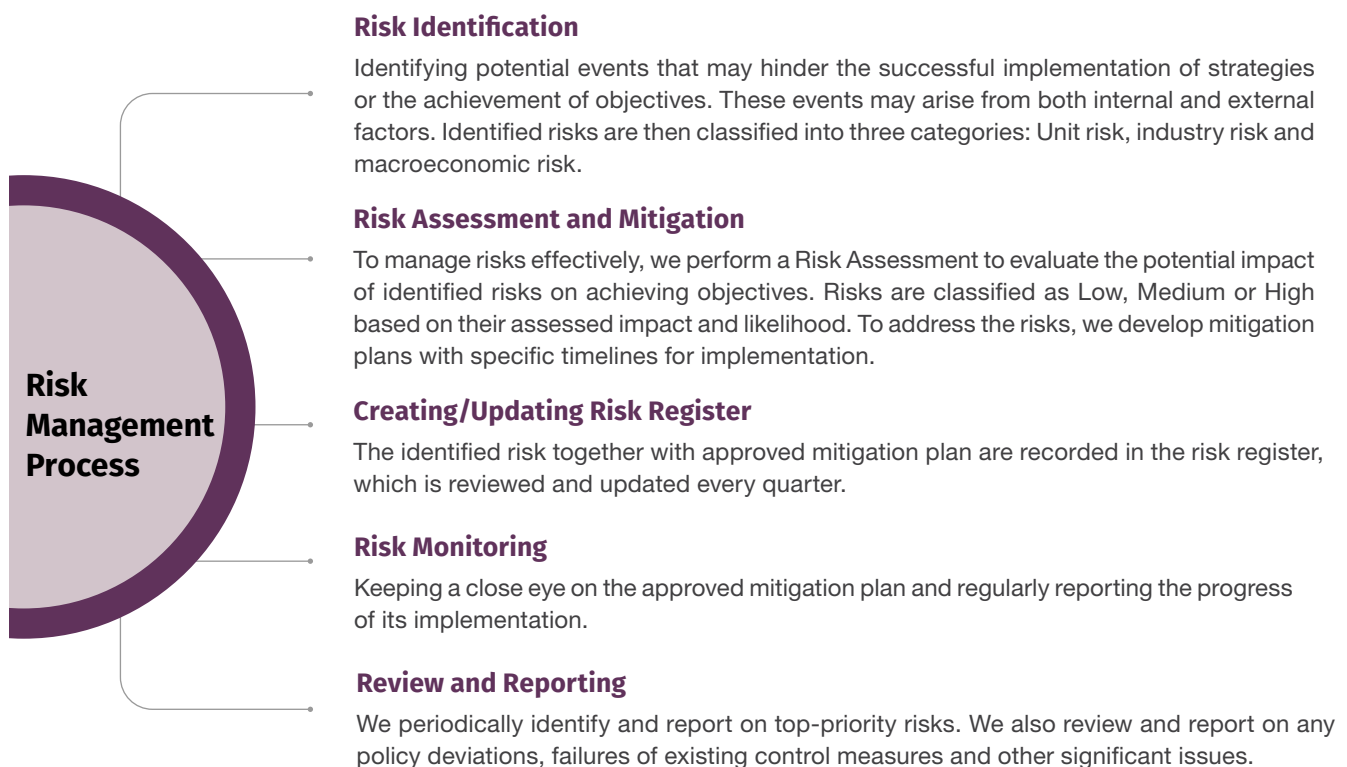 Risk Identification
Identifying potential events that may hinder the successful implementation of strategies
or the achievement of objectives. These events may arise from both internal and external
factors. Identified risks are then classified into three categories: Unit risk, industry risk and
macroeconomic risk.
Risk Assessment and Mitigation
To manage risks effectively, we perform a Risk Assessment to evaluate the potential impact
of identified risks on achieving objectives. Risks are classified as Low, Medium or High
based on their assessed impact and likelihood. To address the risks, we develop mitigation
plans with specific timelines for implementation.
Risk
Management
Process
Creating/Updating Risk Register
The identified risk together with approved mitigation plan are recorded in the risk register,
which is reviewed and updated every quarter.
Risk Monitoring
Keeping a close eye on the approved mitigation plan and regularly reporting the progress
of its implementation.
Review and Reporting
We periodically identify and report on top-priority risks. We also review and report on any
policy deviations, failures of existing control measures and other significant issues.